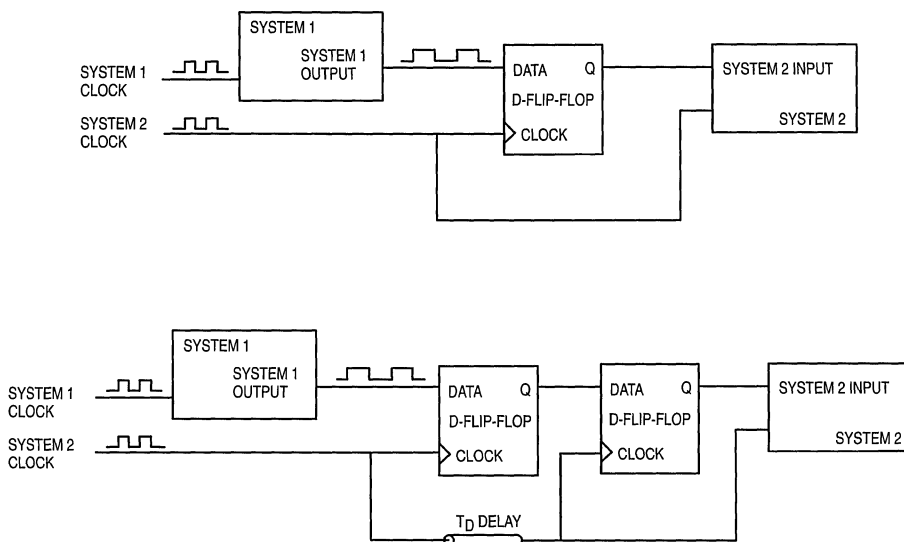 SYSTEM 1
SYSTEM 1
OUTPUT
SYSTEM 1
CLOCK
SYSTEM 2
CLOCK
DATA Q
D-FLIP-FLOP
CLOCK
SYSTEM 2 INPUT
SYSTEM 2
SYSTEM 1
SYSTEM 1
OUTPUT
SYSTEM 1
CLOCK
SYSTEM 2
CLOCK
DATA Q
D-FLIP-FLOP
CLOCK
DATA Q
D-FLIP-FLOP
CLOCK
SYSTEM 2 INPUT
SYSTEM 2
TD DELAY